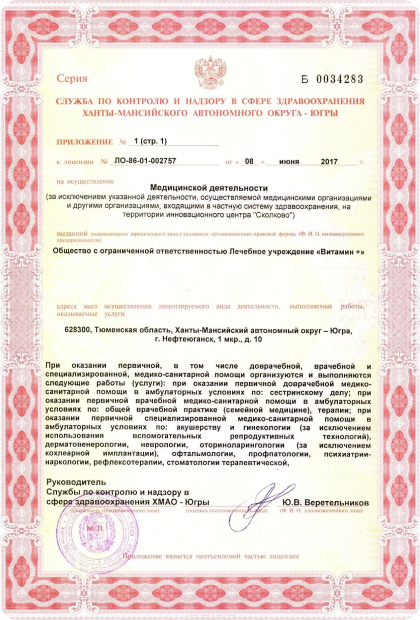 Серия
Б 0034283
СЛУЖБА ПО КОНТРОЛЮ И НАДЗОРУ В СФЕРЕ ЗДРАВООХРАНЕНИЯ
ХАНТЫ-МАНСИЙСКОГО АВТОНОМНОГО ОКРУГА - ЮГРЫ
ПРИЛОЖЕНИЕ № 1 (стр. 1)
к лицензии № ЛО-86-01-002757 от « 08 » июня 2017 г.
на осуществление
Медицинской деятельности
(за исключением указанной деятельности, осуществляемой медицинскими организациями
и другими организациями, входящими в частную систему здравоохранения, на
территории инновационного центра "Сколково")
выданной (наименование юридического лица с указанием организационно-правовой формы (Ф. И. О. индивидуального
предпринимателя)
Общество с ограниченной ответственностью Лечебное учреждение «Витамин +»
адреса мест осуществления лицензируемого вида деятельности, выполняемые работы,
оказываемые услуги
628300, Тюменская область, Ханты-Мансийский автономный округ – Югра,
г. Нефтеюганск, 1 мкр., д. 10
При оказании первичной, в том числе доврачебной, врачебной и
специализированной, медико-санитарной помощи организуются и выполняются
следующие работы (услуги): при оказании первичной доврачебной медико-
санитарной помощи в амбулаторных условиях по: сестринскому делу; при
оказании первичной врачебной медико-санитарной помощи в амбулаторных
условиях по: общей врачебной практике (семейной медицине), терапии; при
оказании первичной специализированной медико-санитарной помощи в
амбулаторных условиях по: акушерству и гинекологии (за исключением
использования вспомогательных репродуктивных технологий),
дерматовенерологии, неврологии, оториноларингологии (за исключением
кохлеарной имплантации), офтальмологии, профпатологии, психиатрии-
наркологии, рефлексотерапии, стоматологии терапевтической,
Руководитель
Службы по контролю и надзору в
сфере здравоохранения ХМАО - Югры
Ю.В. Веретельников
(должность уполномоченного лица) (подпись уполномоченного лица) (Ф. И. О. уполномоченного лица)
М.П.
Приложение является неотъемлемой частью лицензии